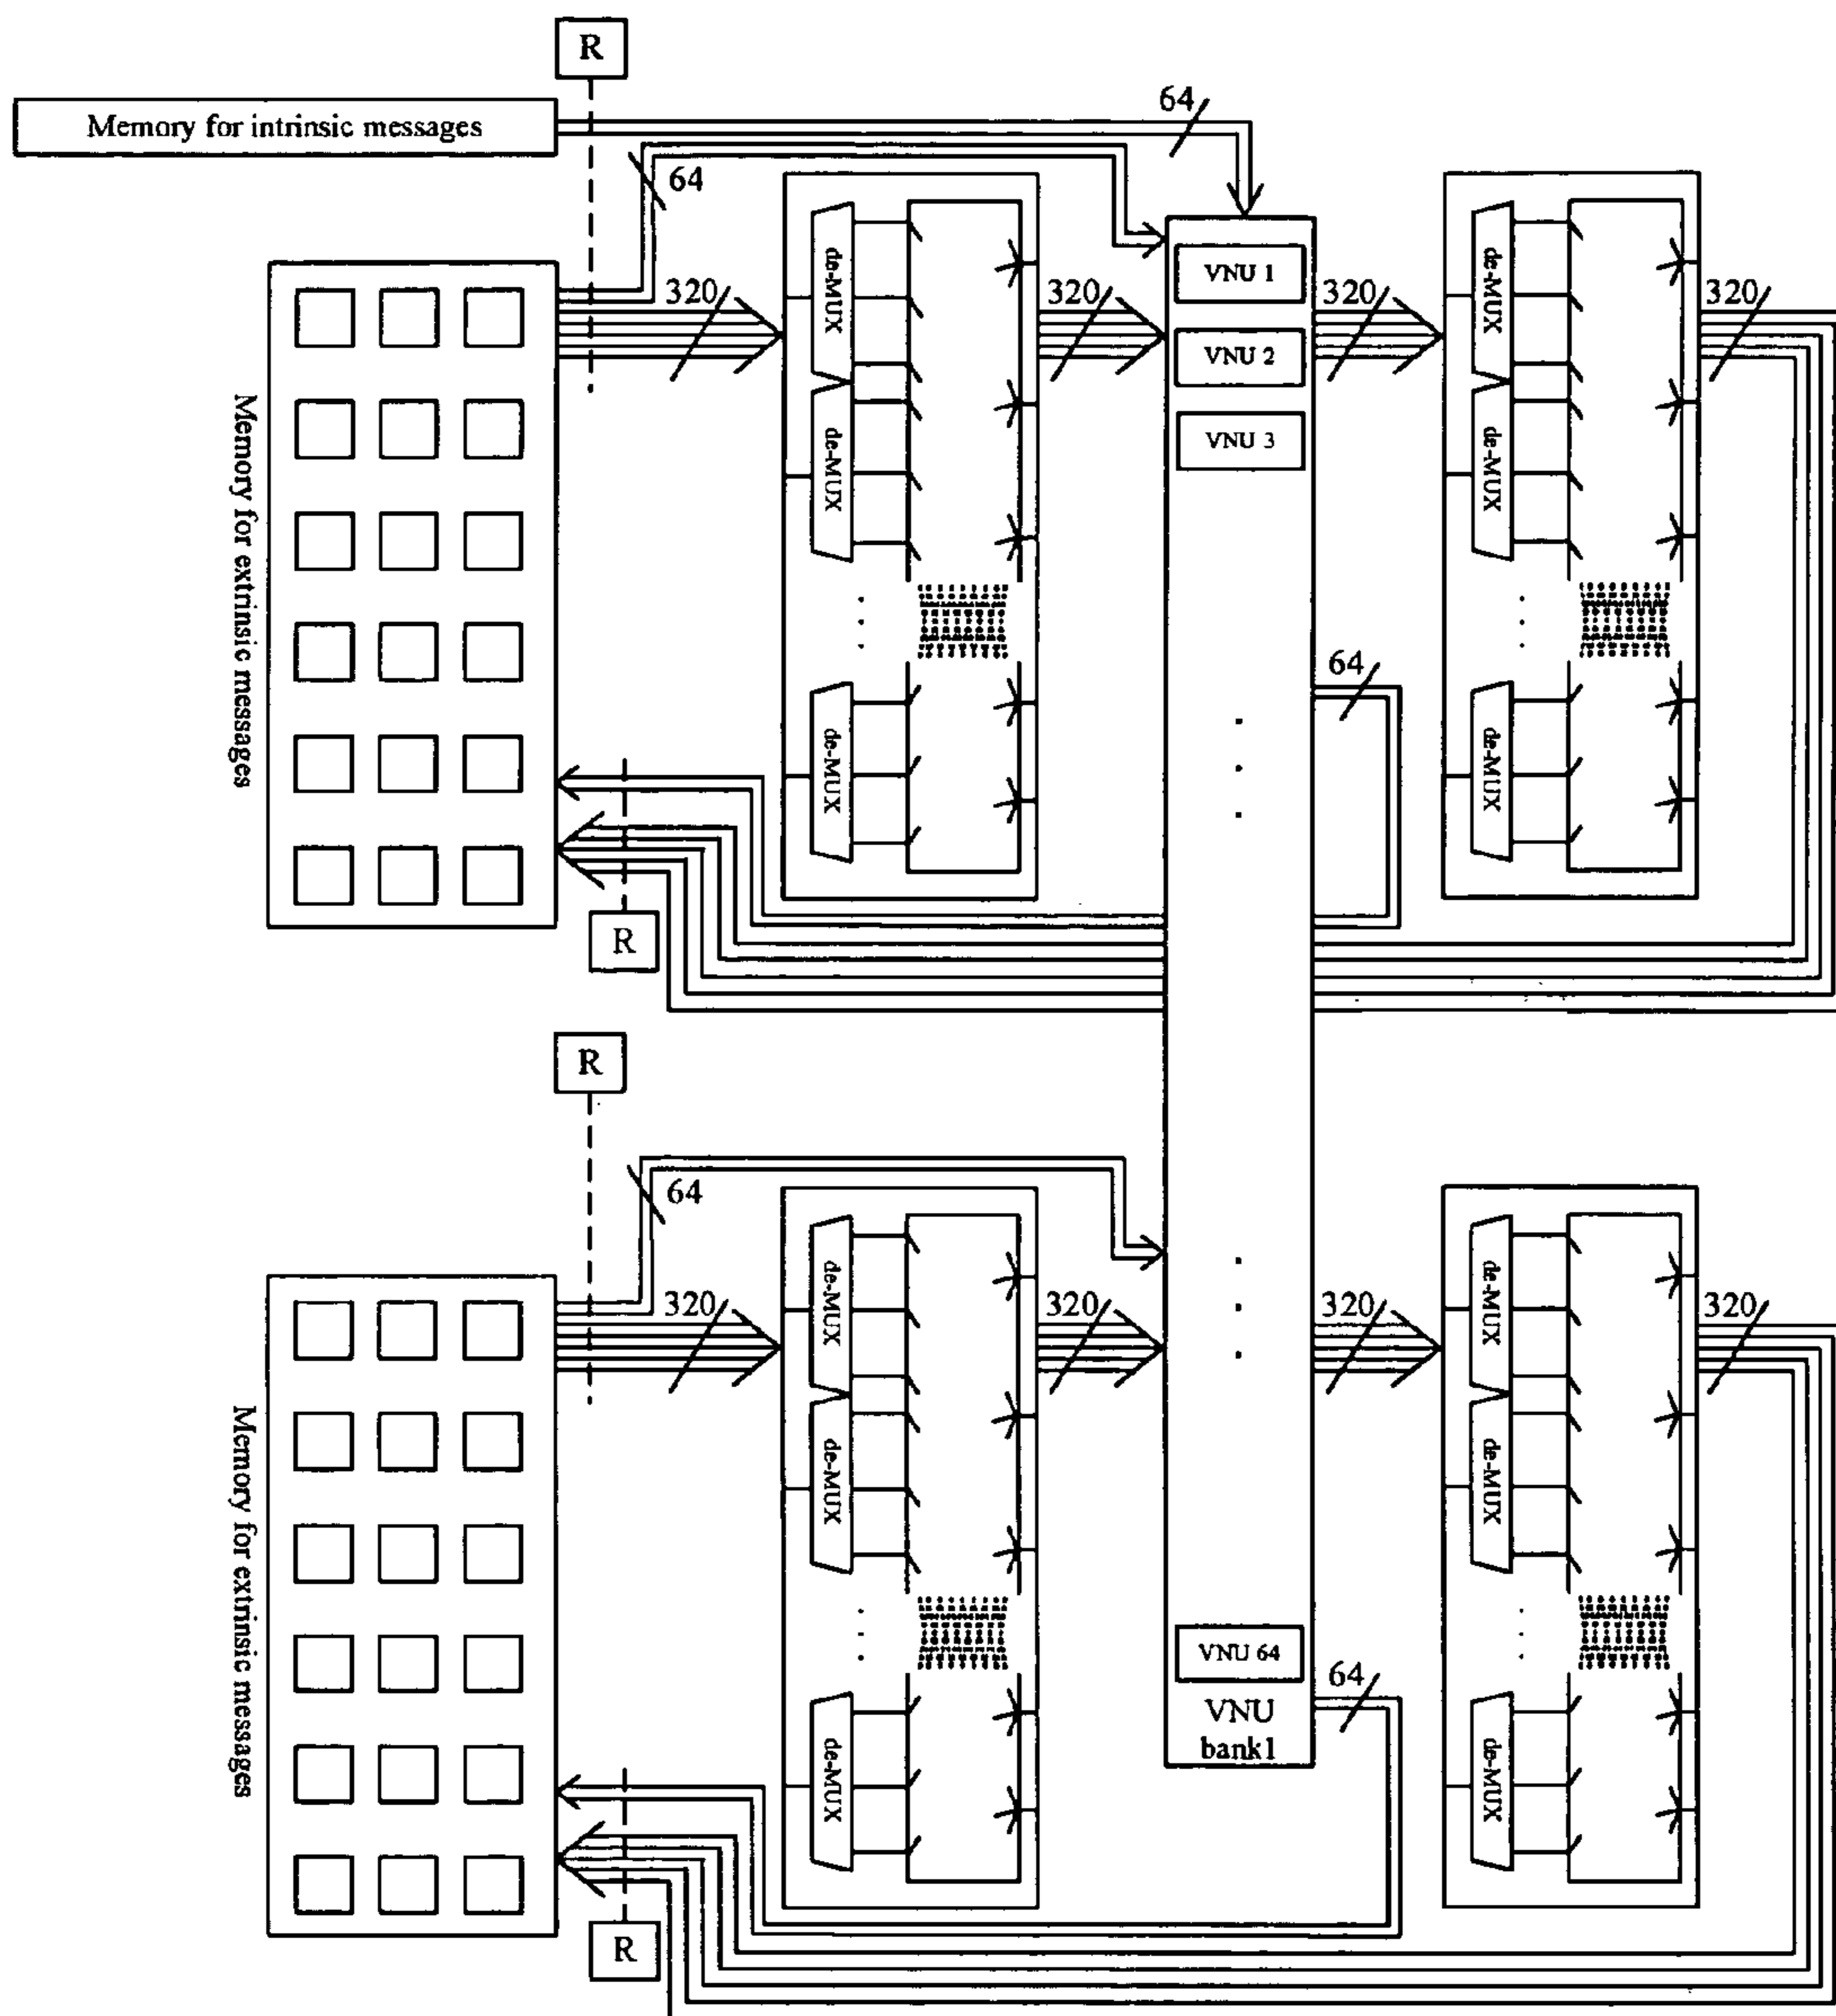 R
Memory for intrinsic messages
64
64
320
320
320
320
de-MUX
de-MUX
de-MUX
VNU 1
VNU 2
VNU 3
de-MUX
de-MUX
de-MUX
Memory for extrinsic messages
64
R
R
64
320
320
320
320
de-MUX
de-MUX
de-MUX
de-MUX
de-MUX
de-MUX
Memory for extrinsic messages
VNU 64
64
VNU
bank1
R